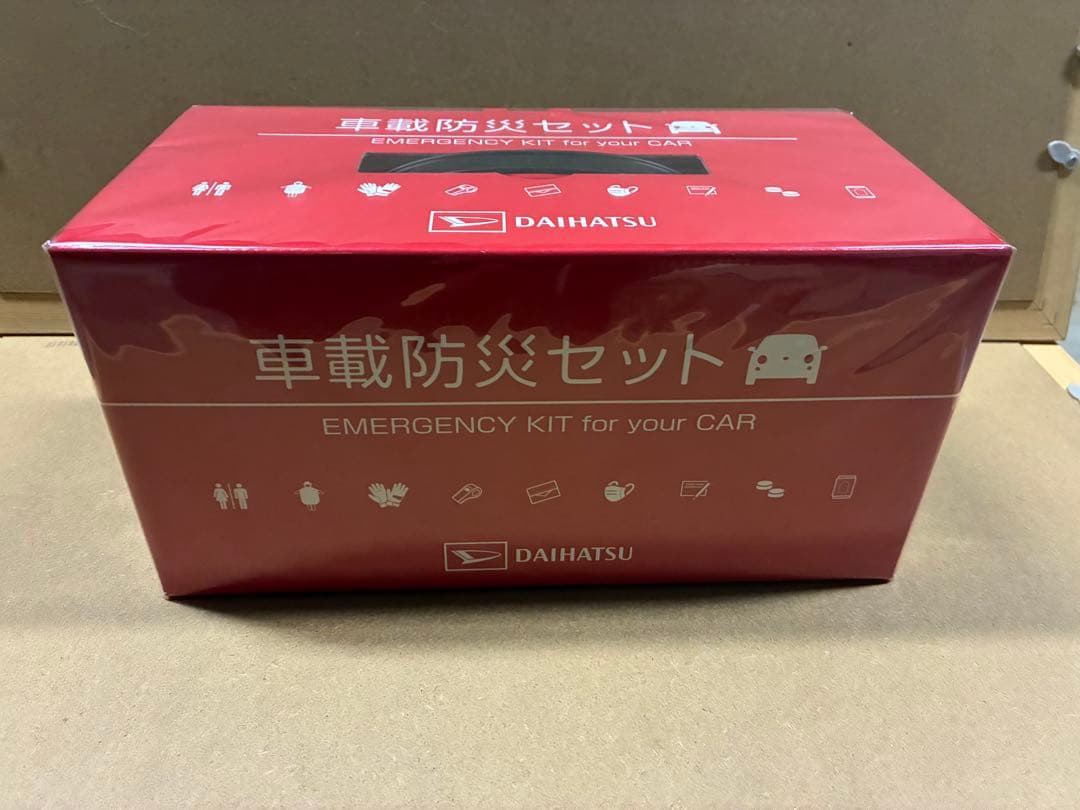 車載防災セット
EMERGENCY KIT for your CAR
DAIHATSU
車載防災セット
EMERGENCY KIT for your CAR
DAIHATSU